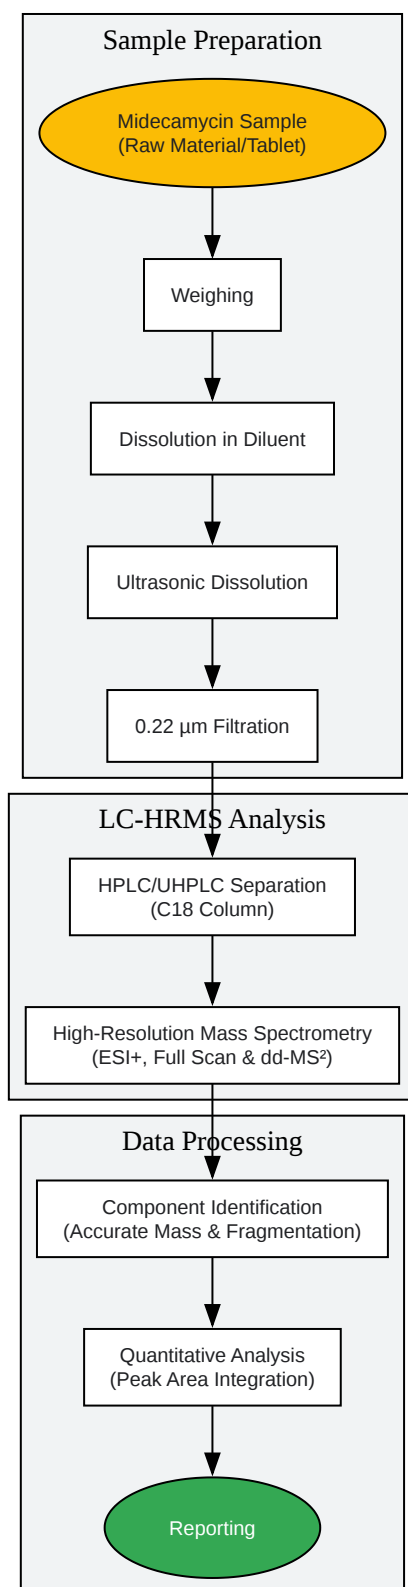 Sample Preparation
Midecamycin Sample
(Raw Material/Tablet)
Weighing
Dissolution in Diluent
Ultrasonic Dissolution
0.22 µm Filtration
LC-HRMS Analysis
HPLC/UHPLC Separation
(C18 Column)
High-Resolution Mass Spectrometry
(ESI+, Full Scan & dd-MS²)
Data Processing
Component Identification
(Accurate Mass & Fragmentation)
Quantitative Analysis
(Peak Area Integration)
Reporting